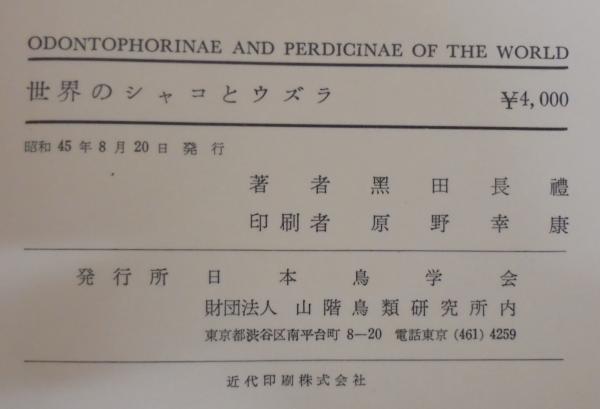 ODONTOPHORINAE AND PERDICINAE OF THE WORLD
世界のシャコとウズラ ¥4,000
昭和 45 年 8 月 20 日 発 行
著者 黑田長禮
印刷者 原野幸康
発行所 日本鳥学会
財団法人 山階鳥類研究所内
東京都渋谷区南平台町 8—20 電話東京 (461) 4259
近代印刷株式会社